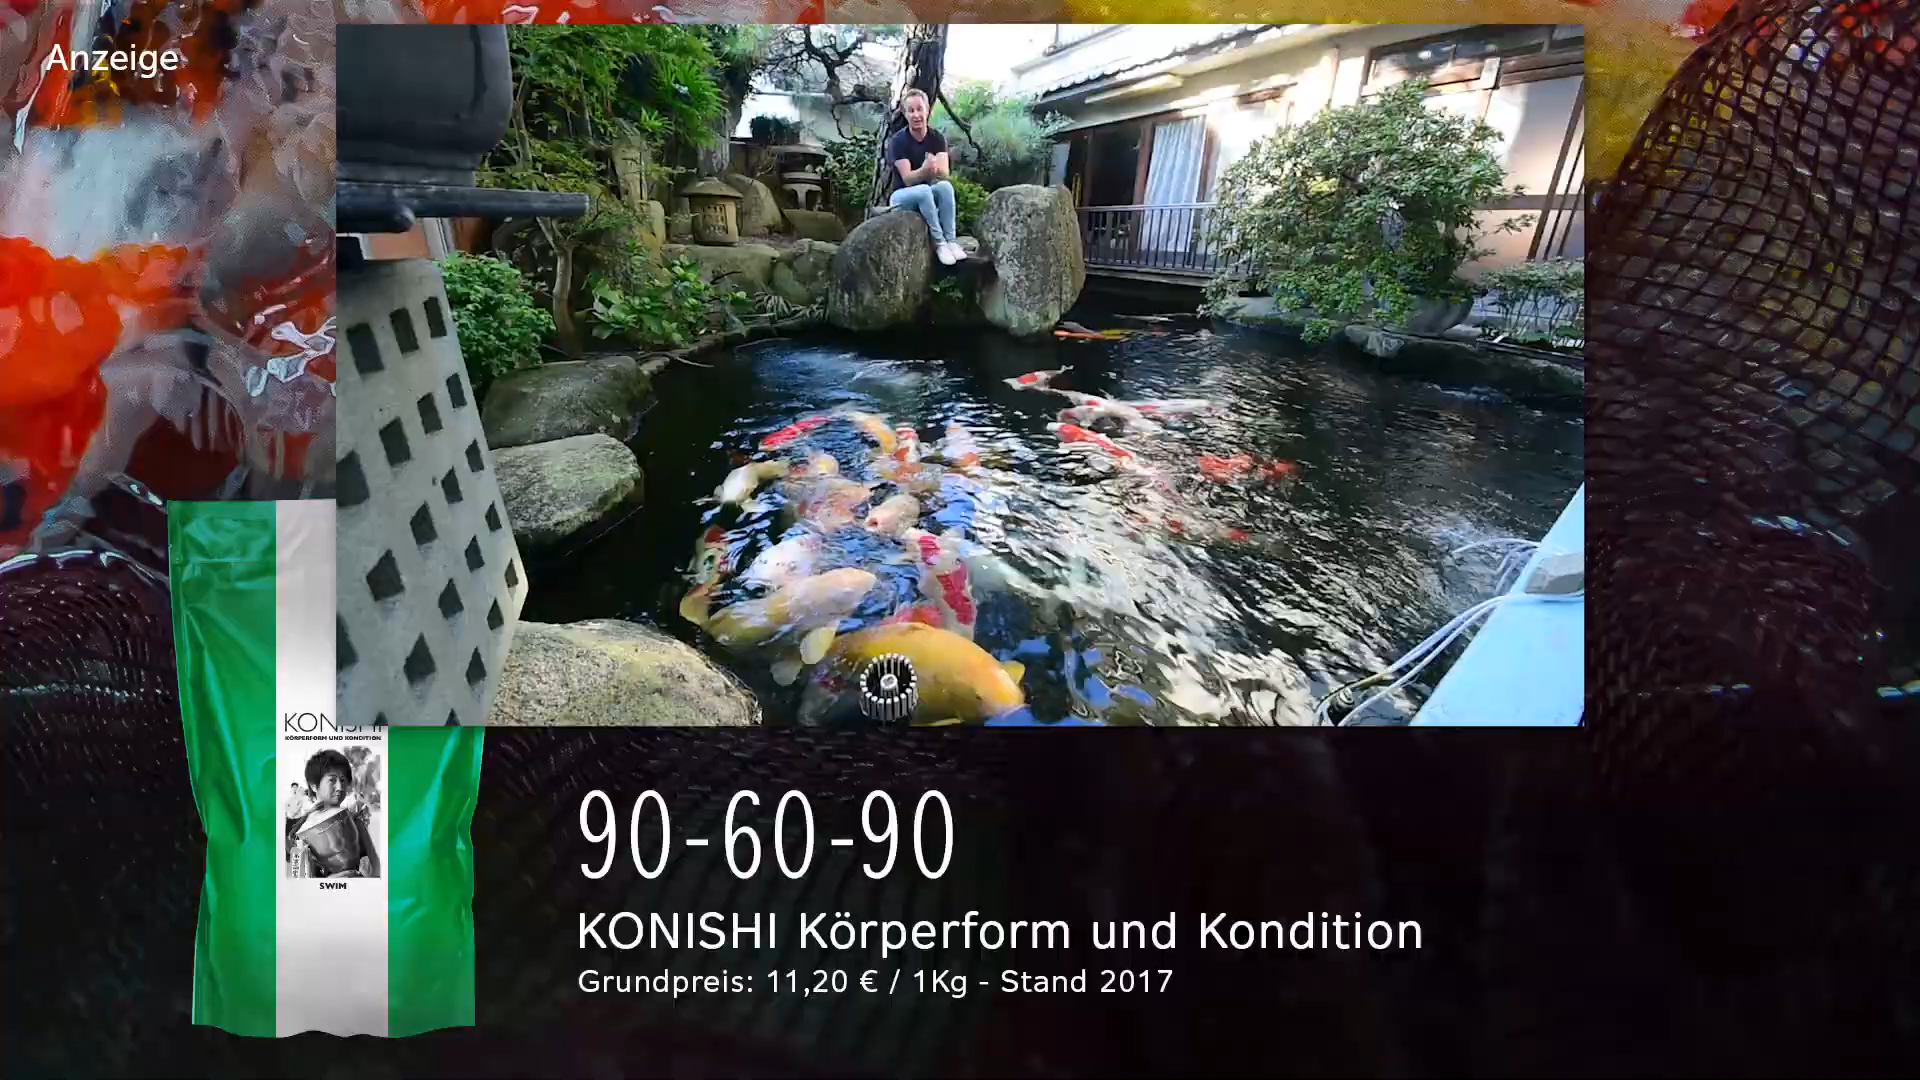 Anzeige
KONISHI
KÖRPERFORM UND KONDITION
SWIM
90-60-90
KONISHI Körperform und Kondition
Grundpreis: 11,20 € / 1Kg - Stand 2017